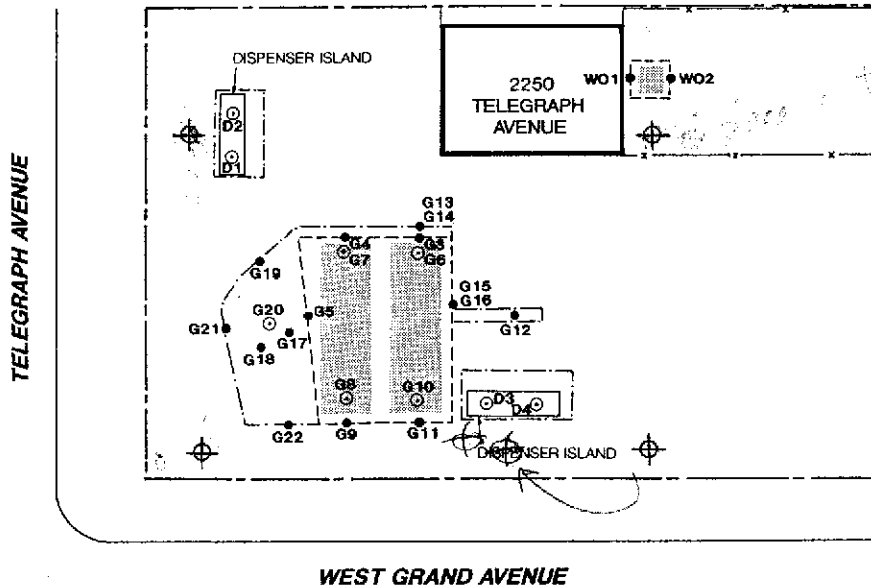 DISPENSER ISLAND
D2
D1
2250
TELEGRAPH
AVENUE
WO1
WO2
TELEGRAPH AVENUE
G13
G14
G4
G7
G3
G6
G19
G15
G16
G20
G5
G12
G21
G17
G18
G8
G10
D3
D4
G22
G9
G11
DISPENSER ISLAND
WEST GRAND AVENUE